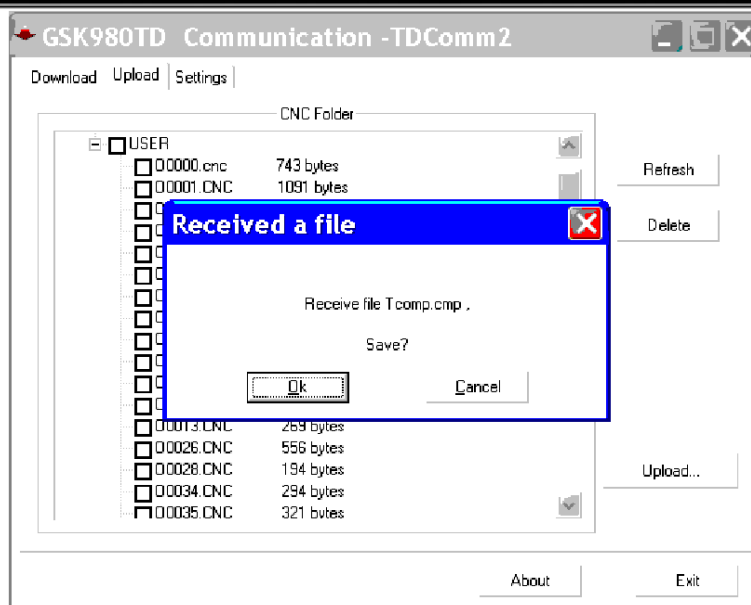 GSK980TD Communication -TDComm2
Download Upload Settings
CNC Folder
USER
O0000.cnc 743 bytes
O0001.CNC 1091 bytes
Refresh
Delete
Received a file
Receive file Tcomp.cmp ,
Save?
Ok Cancel
O0013.CNC 269 bytes
O0026.CNC 556 bytes
O0028.CNC 194 bytes
O0034.CNC 294 bytes
O0035.CNC 321 bytes
Upload...
About Exit